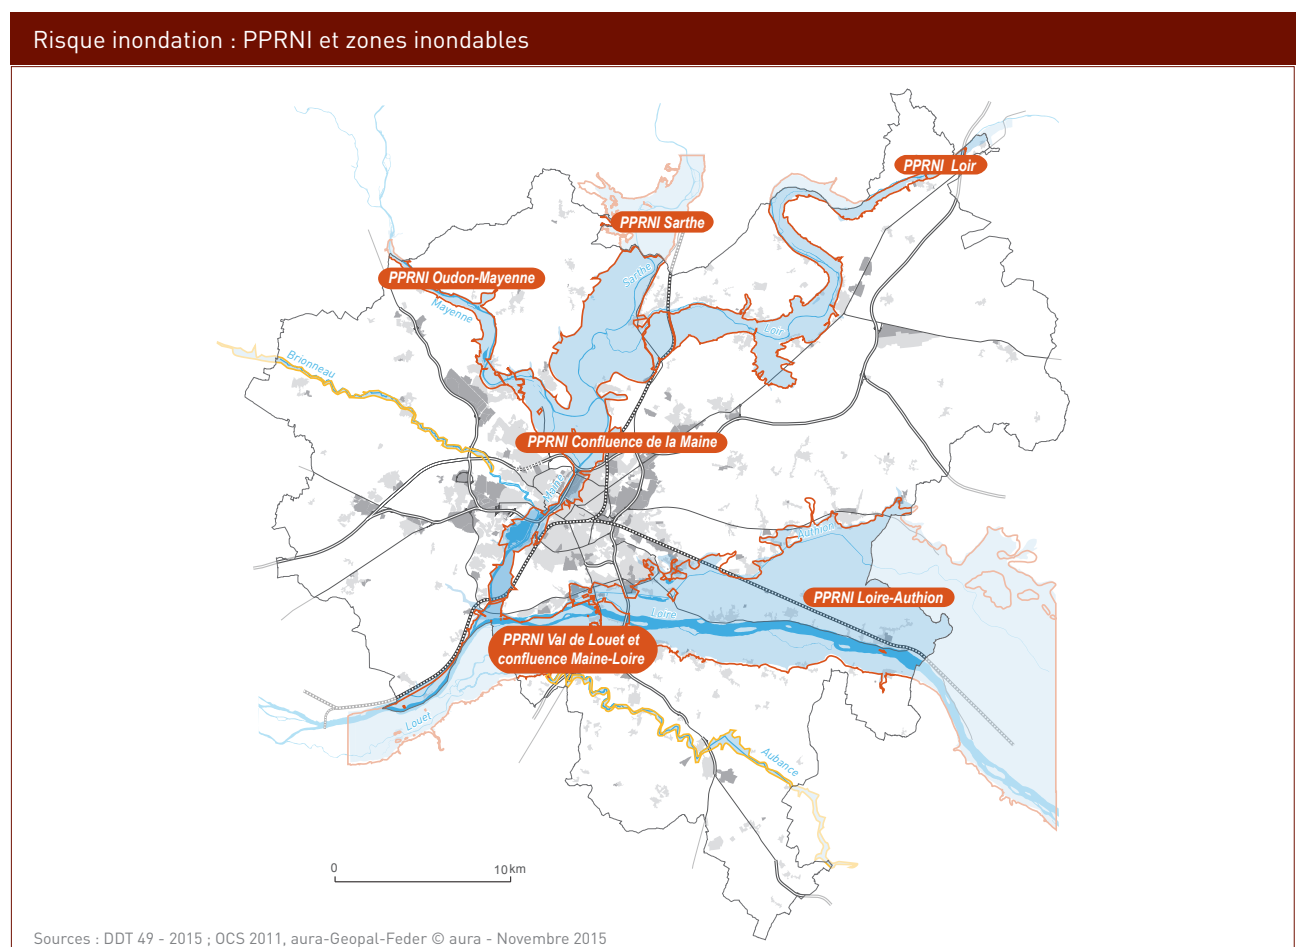 Risque inondation : PPRNI et zones inondables
PPRNI Loir
PPRNI Sarthe
Sarthe
PPRNI Oudon-Mayenne
Mayenne
Loir
Brionneau
PPRNI Confluence de la Maine
Maine
Authion
PPRNI Loire-Authion
Loire
PPRNI Val de Louet et
confluence Maine-Loire
Louet
Aubance
0 10 km
Sources : DDT 49 - 2015 ; OCS 2011, aura-Geopal-Feder © aura - Novembre 2015